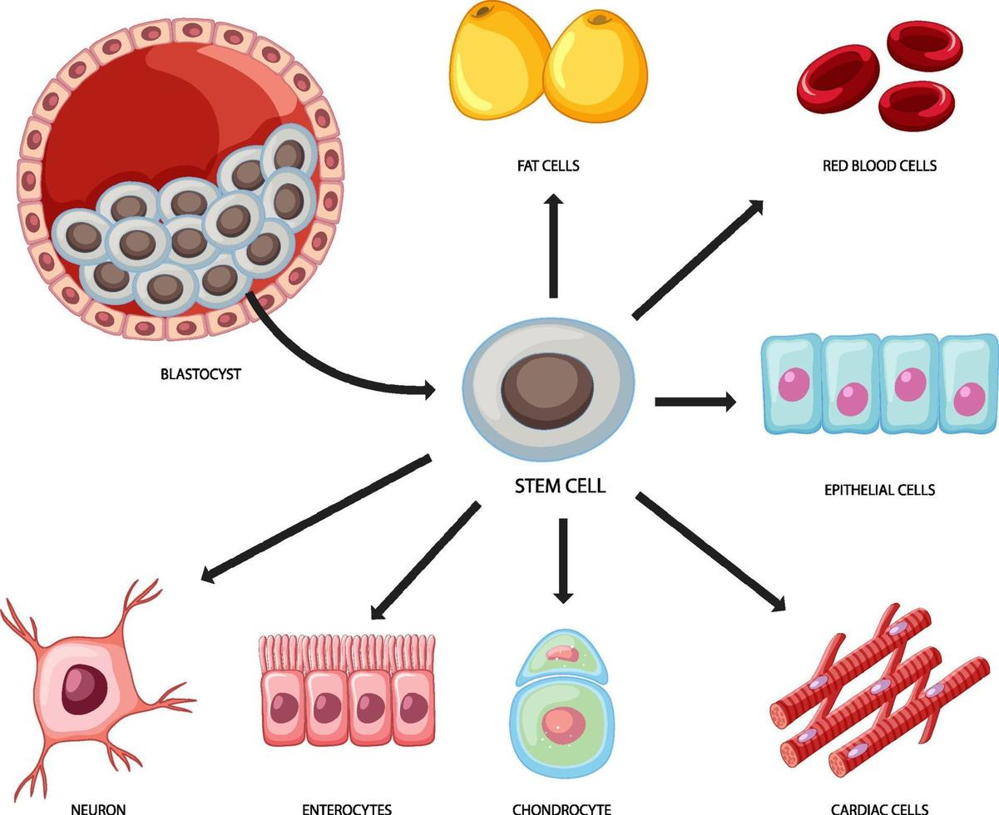 FAT CELLS
RED BLOOD CELLS
BLASTOCYST
STEM CELL
EPITHELIAL CELLS
NEURON
ENTEROCYTES
CHONDROCYTE
CARDIAC CELLS